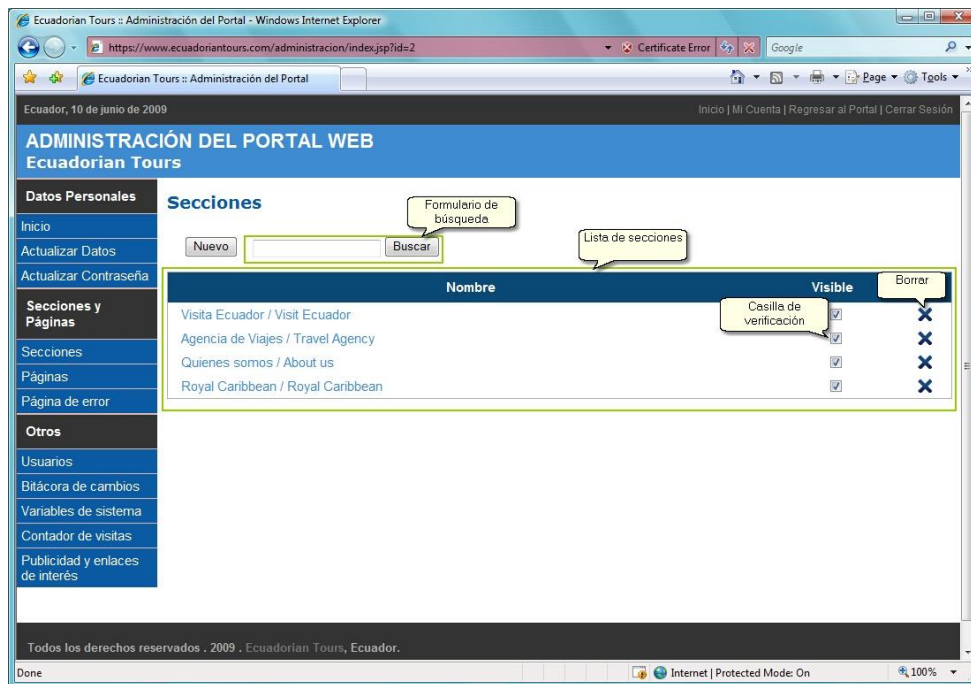 Ecuadorian Tours :: Administración del Portal - Windows Internet Explorer
https://www.ecuadoriantours.com/administracion/index.jsp?id=2
Certificate Error
Google
Ecuadorian Tours :: Administración del Portal
Page
Tools
Ecuador, 10 de junio de 2009
Inicio | Mi Cuenta | Regresar al Portal | Cerrar Sesión
ADMINISTRACIÓN DEL PORTAL WEB
Ecuadorian Tours
Datos Personales
Inicio
Actualizar Datos
Actualizar Contraseña
Secciones y
Páginas
Secciones
Páginas
Página de error
Otros
Usuarios
Bitácora de cambios
Variables de sistema
Contador de visitas
Publicidad y enlaces
de interés
Secciones
Formulario de
búsqueda
Nuevo
Buscar
Lista de secciones
Nombre
Visible
Borrar
Casilla de
verificación
Visita Ecuador / Visit Ecuador
Agencia de Viajes / Travel Agency
Quienes somos / About us
Royal Caribbean / Royal Caribbean
Todos los derechos reservados . 2009 . Ecuadorian Tours, Ecuador.
Done
Internet | Protected Mode: On
100%